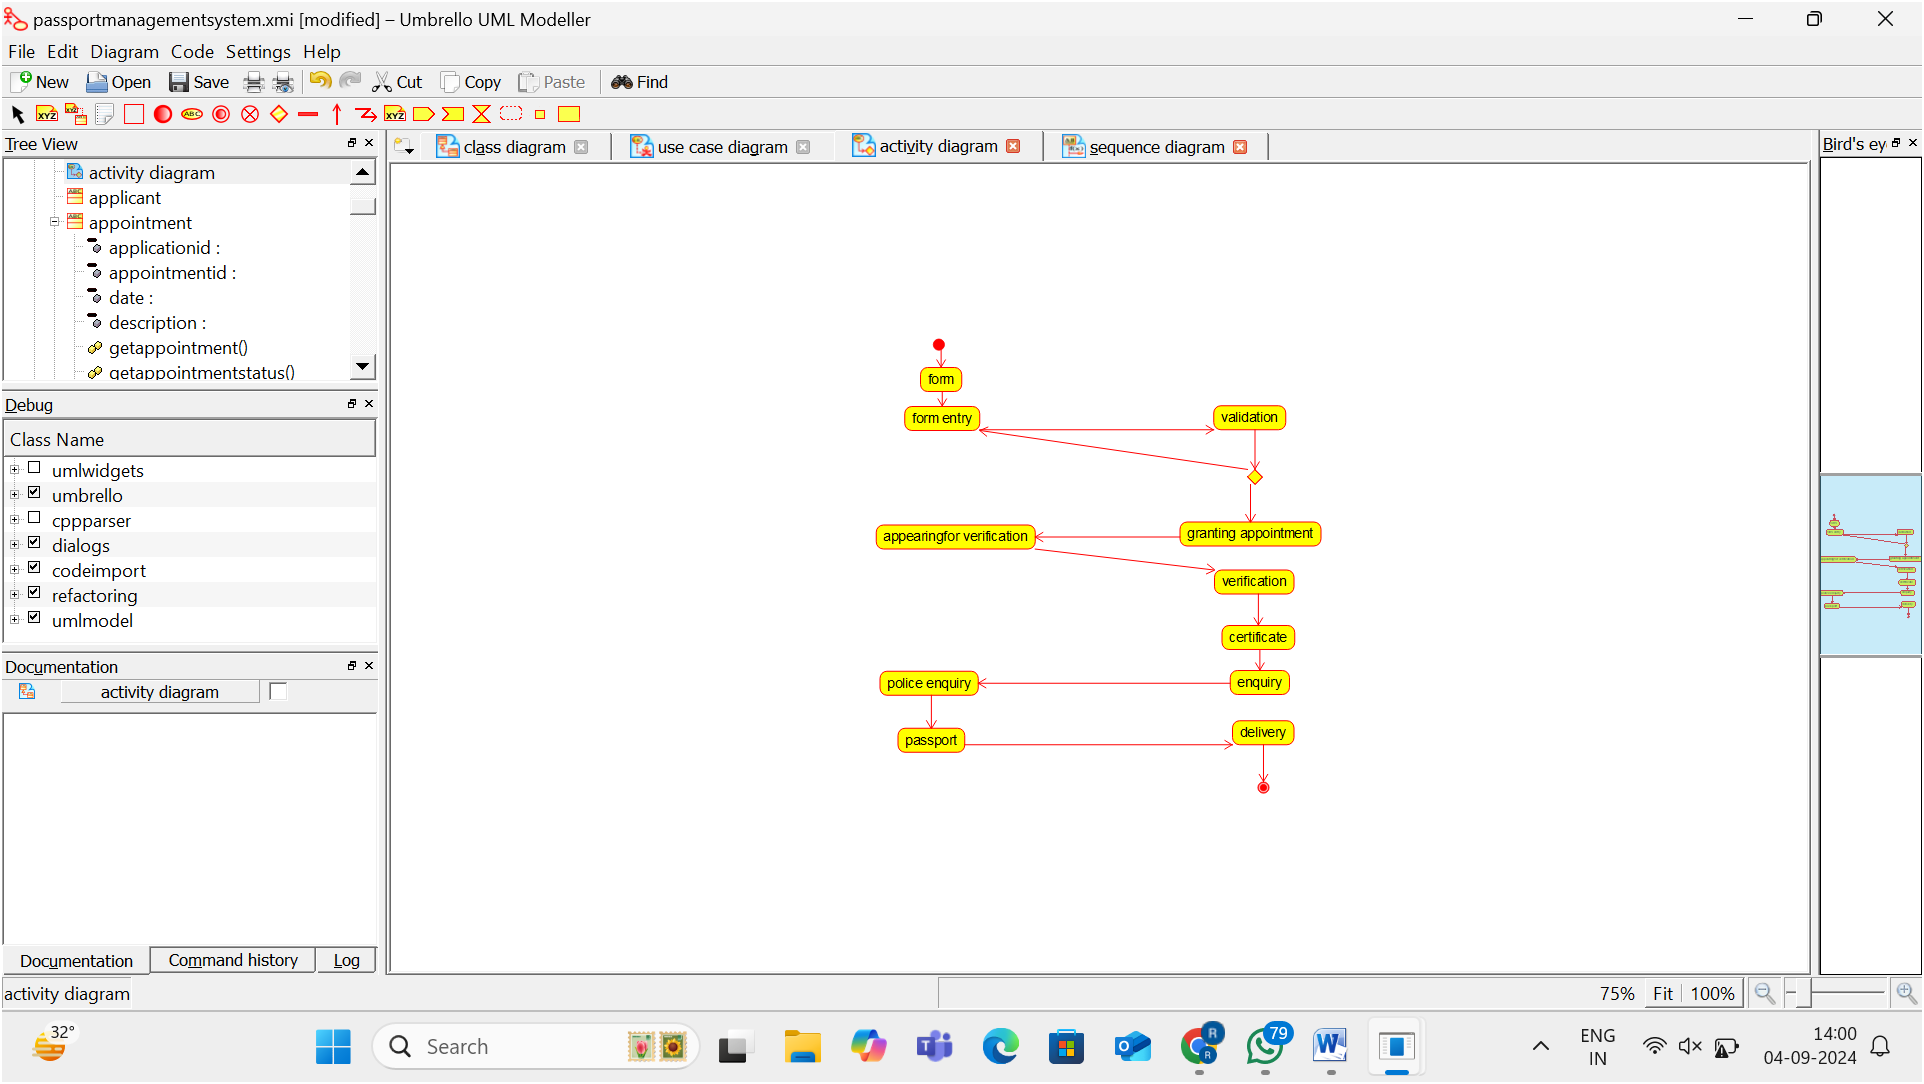 passportmanagementsystem.xmi [modified] – Umbrello UML Modeller
File Edit Diagram Code Settings Help
New Open Save Cut Copy Paste Find
Tree View
class diagram use case diagram activity diagram sequence diagram
Bird's ey
activity diagram
applicant
appointment
applicationid :
appointmentid :
date :
description :
getappointment()
getappointmentstatus()
Debug
Class Name
umlwidgets
umbrello
cppparser
dialogs
codeimport
refactoring
umlmodel
Documentation
activity diagram
form
form entry
validation
granting appointment
appearingfor verification
verification
certificate
enquiry
police enquiry
delivery
passport
Documentation Command history Log
activity diagram
75% Fit 100%
32°
Search
79
ENG
IN
14:00
04-09-2024